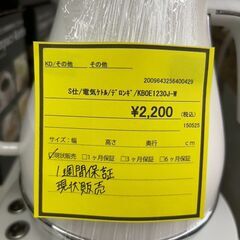 KD/その他 その他
2009643256400429
S仕/電気ケトル/デロンギ/KBOE1230J-W
¥2,200 (税込)
150525
サイズ:幅 高さ 奥行 cm
☑現状販売 □1ヶ月保証 □3ヶ月保証 □6ヶ月保証
1週間保証
現状販売